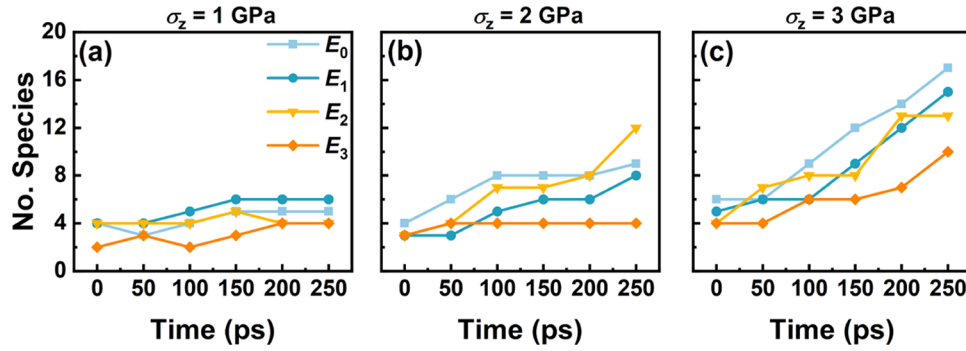 σz = 1 GPa
σz = 2 GPa
σz = 3 GPa
No. Species
20
16
12
8
4
0
(a)
E0
E1
E2
E3
(b)
(c)
0 50 100 150 200 250
0 50 100 150 200 250
0 50 100 150 200 250
Time (ps)
Time (ps)
Time (ps)